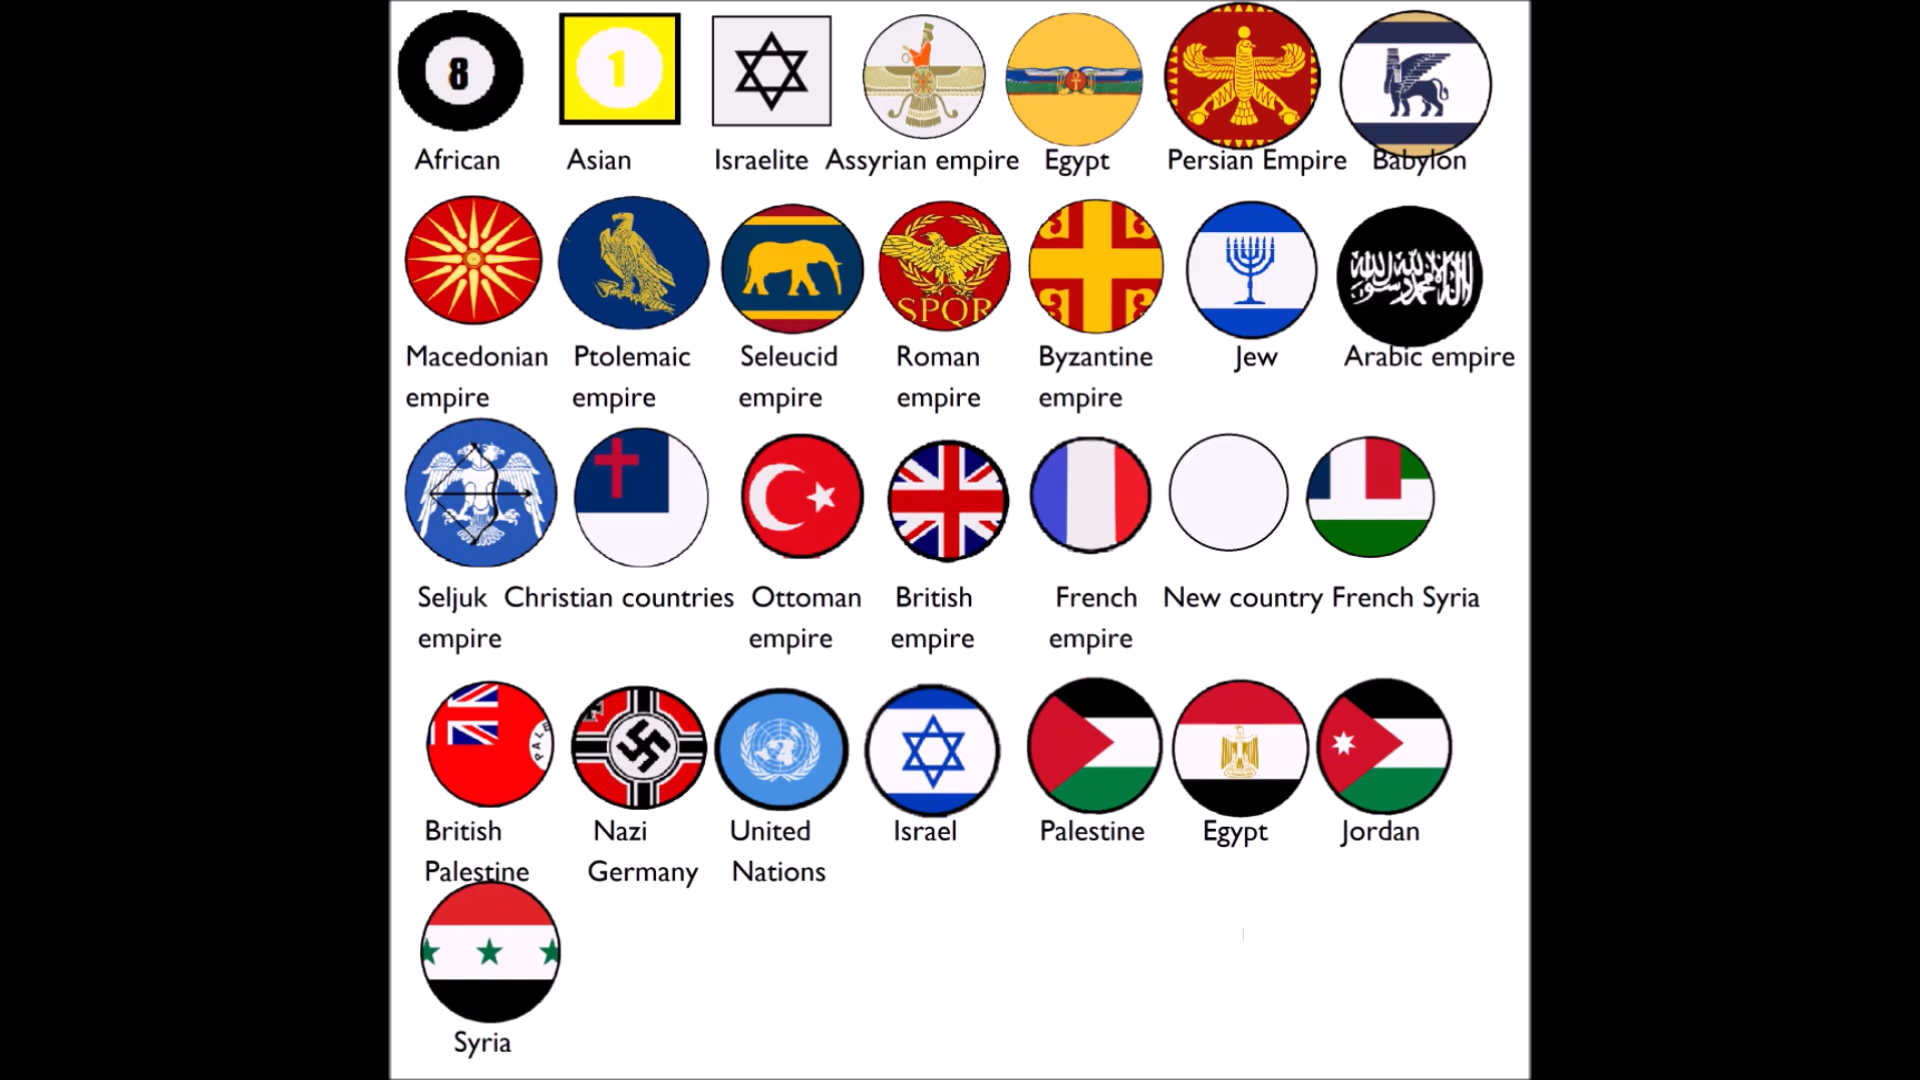 8
1
African Asian Israelite Assyrian empire Egypt Persian Empire Babylon
SPQR
Macedonian Ptolemaic Seleucid Roman Byzantine Jew Arabic empire
empire empire empire empire empire
Seljuk Christian countries Ottoman British French New country French Syria
empire empire empire empire
PALE
British Nazi United Israel Palestine Egypt Jordan
Palestine Germany Nations
Syria